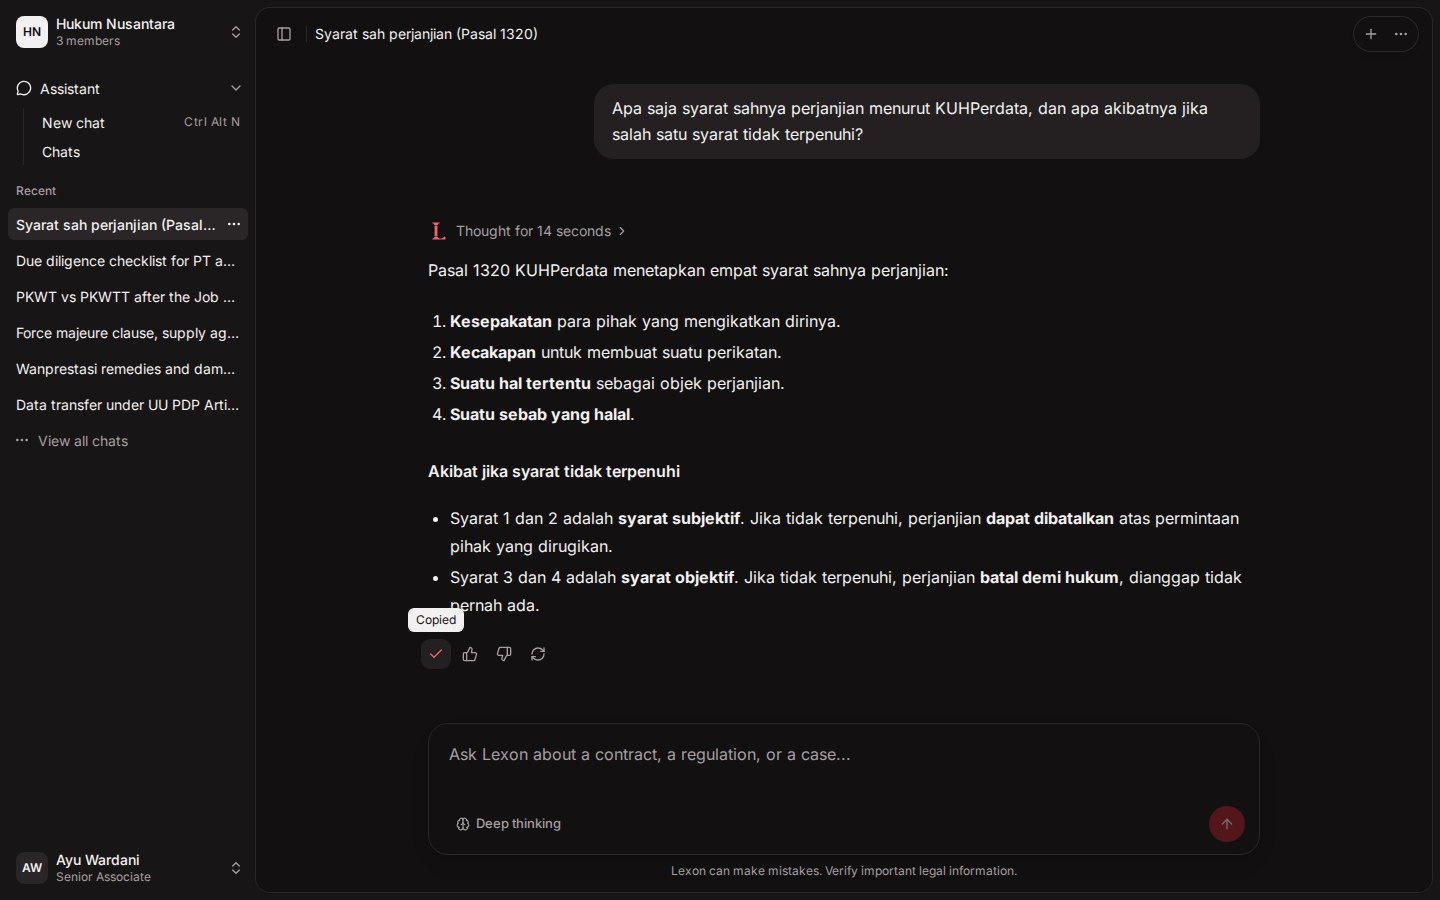 HN
Hukum Nusantara
3 members
Assistant
New chat
Ctrl Alt N
Chats
Recent
Syarat sah perjanjian (Pasal...
Due diligence checklist for PT a...
PKWT vs PKWTT after the Job ...
Force majeure clause, supply ag...
Wanprestasi remedies and dam...
Data transfer under UU PDP Arti...
View all chats
AW
Ayu Wardani
Senior Associate
Syarat sah perjanjian (Pasal 1320)
Apa saja syarat sahnya perjanjian menurut KUHPerdata, dan apa akibatnya jika
salah satu syarat tidak terpenuhi?
L
Thought for 14 seconds
Pasal 1320 KUHPerdata menetapkan empat syarat sahnya perjanjian:
1. Kesepakatan para pihak yang mengikatkan dirinya.
2. Kecakapan untuk membuat suatu perikatan.
3. Suatu hal tertentu sebagai objek perjanjian.
4. Suatu sebab yang halal.
Akibat jika syarat tidak terpenuhi
• Syarat 1 dan 2 adalah syarat subjektif. Jika tidak terpenuhi, perjanjian dapat dibatalkan atas permintaan
pihak yang dirugikan.
• Syarat 3 dan 4 adalah syarat objektif. Jika tidak terpenuhi, perjanjian batal demi hukum, dianggap tidak
pernah ada.
Copied
Ask Lexon about a contract, a regulation, or a case...
Deep thinking
Lexon can make mistakes. Verify important legal information.